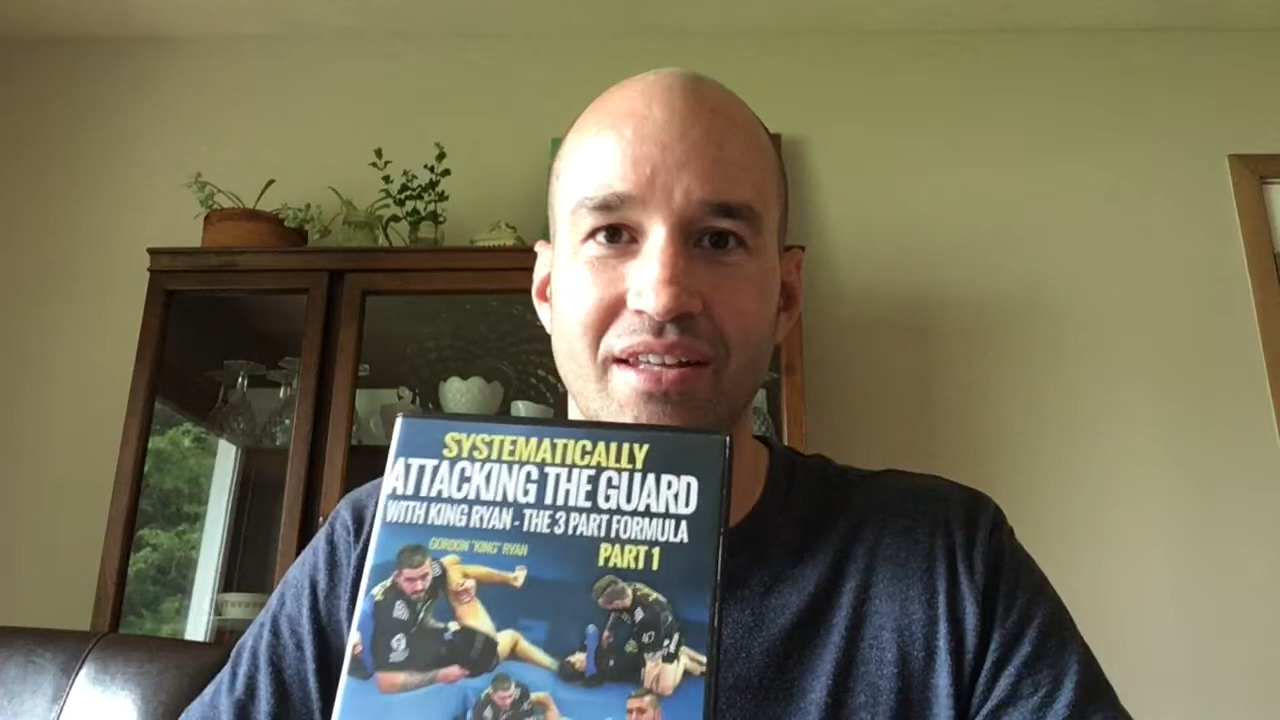 SYSTEMATICALLY
ATTACKING THE GUARD
WITH KING RYAN - THE 3 PART FORMULA
PART 1
GORDON "KING" RYAN